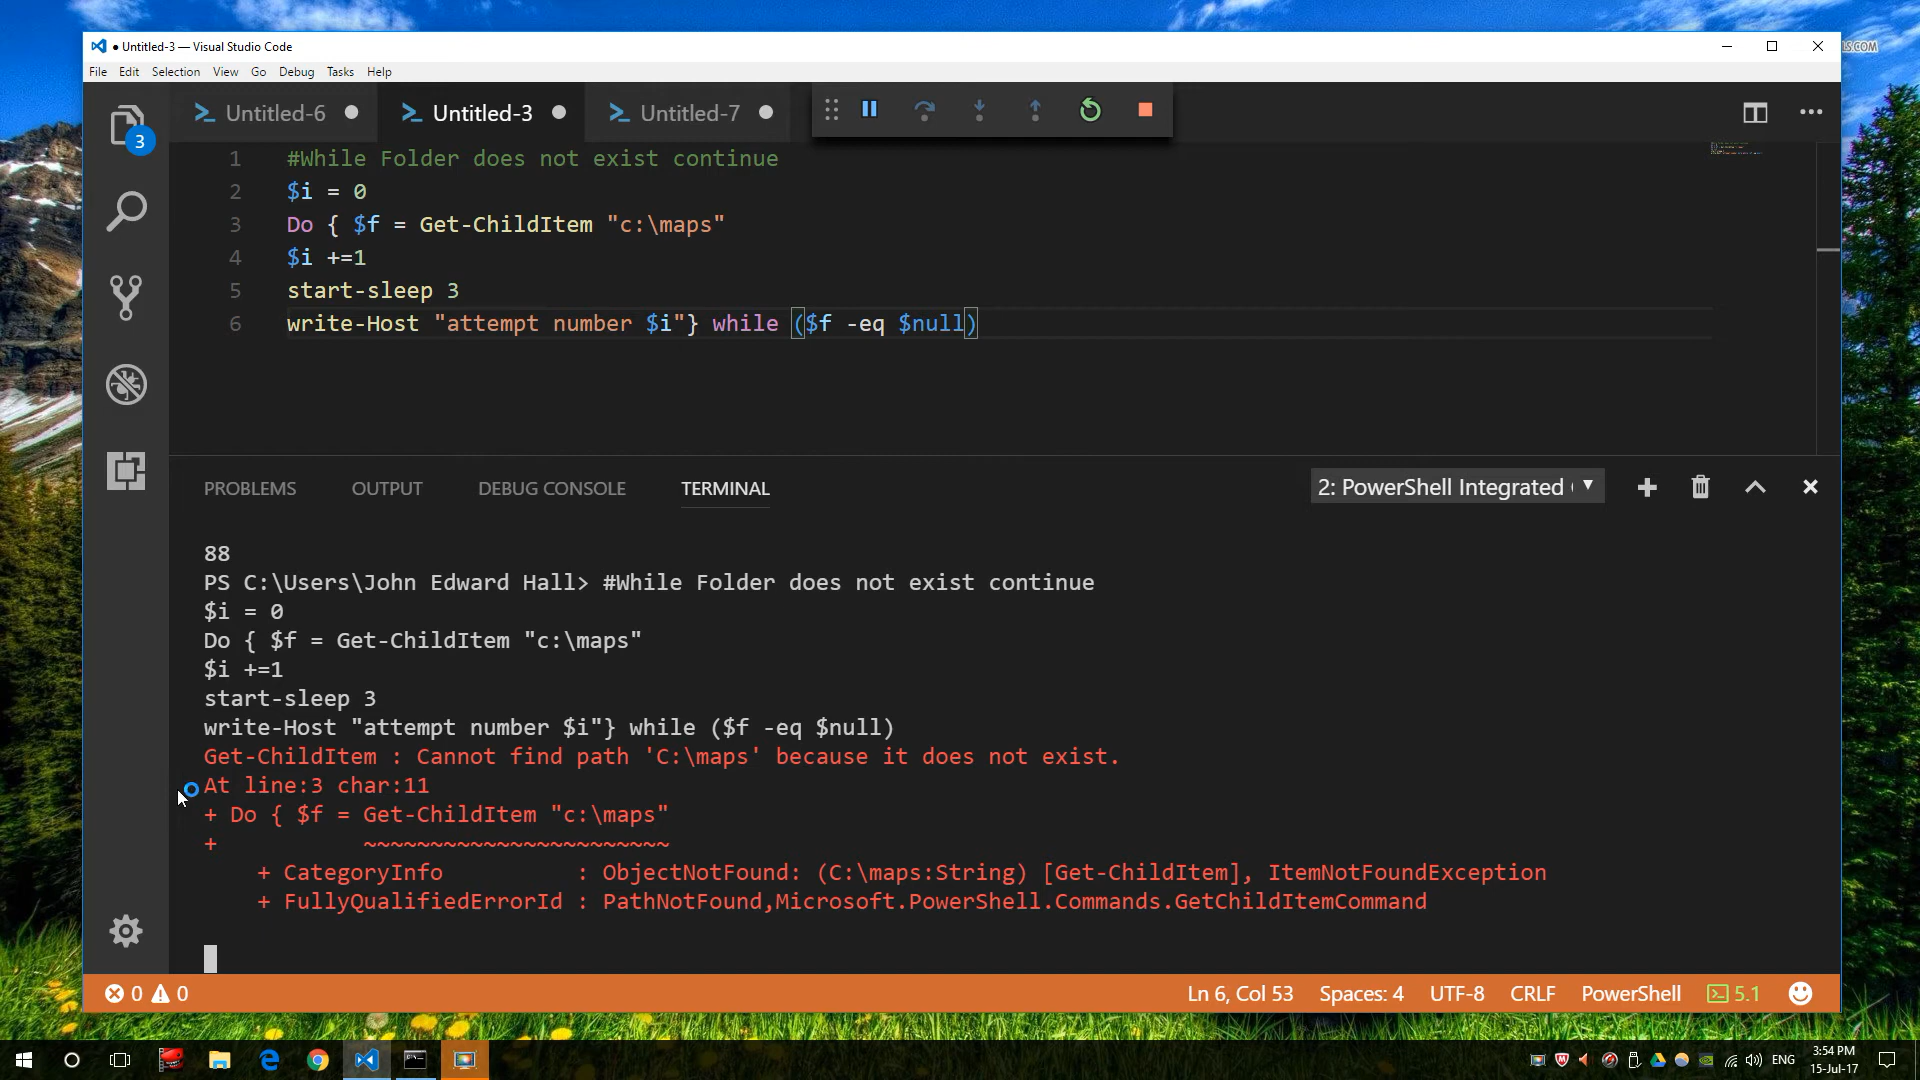 ● Untitled-3 — Visual Studio Code
S.COM
File Edit Selection View Go Debug Tasks Help
Untitled-6 Untitled-3 Untitled-7
3
1 #While Folder does not exist continue
2 $i = 0
3 Do { $f = Get-ChildItem "c:\maps"
4 $i +=1
5 start-sleep 3
6 write-Host "attempt number $i"} while ($f -eq $null)
PROBLEMS OUTPUT DEBUG CONSOLE TERMINAL 2: PowerShell Integrated
88
PS C:\Users\John Edward Hall> #While Folder does not exist continue
$i = 0
Do { $f = Get-ChildItem "c:\maps"
$i +=1
start-sleep 3
write-Host "attempt number $i"} while ($f -eq $null)
Get-ChildItem : Cannot find path 'C:\maps' because it does not exist.
At line:3 char:11
+ Do { $f = Get-ChildItem "c:\maps"
+           ~~~~~~~~~~~~~~~~~~~~~~~
    + CategoryInfo          : ObjectNotFound: (C:\maps:String) [Get-ChildItem], ItemNotFoundException
    + FullyQualifiedErrorId : PathNotFound,Microsoft.PowerShell.Commands.GetChildItemCommand
0 0 Ln 6, Col 53 Spaces: 4 UTF-8 CRLF PowerShell 5.1
ENG
3:54 PM
15-Jul-17